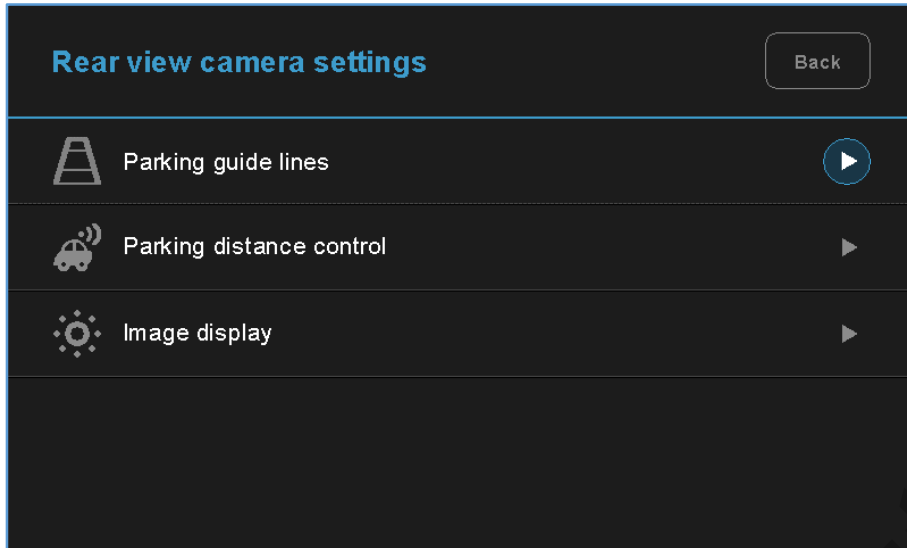 Rear view camera settings
Back
Parking guide lines
Parking distance control
Image display